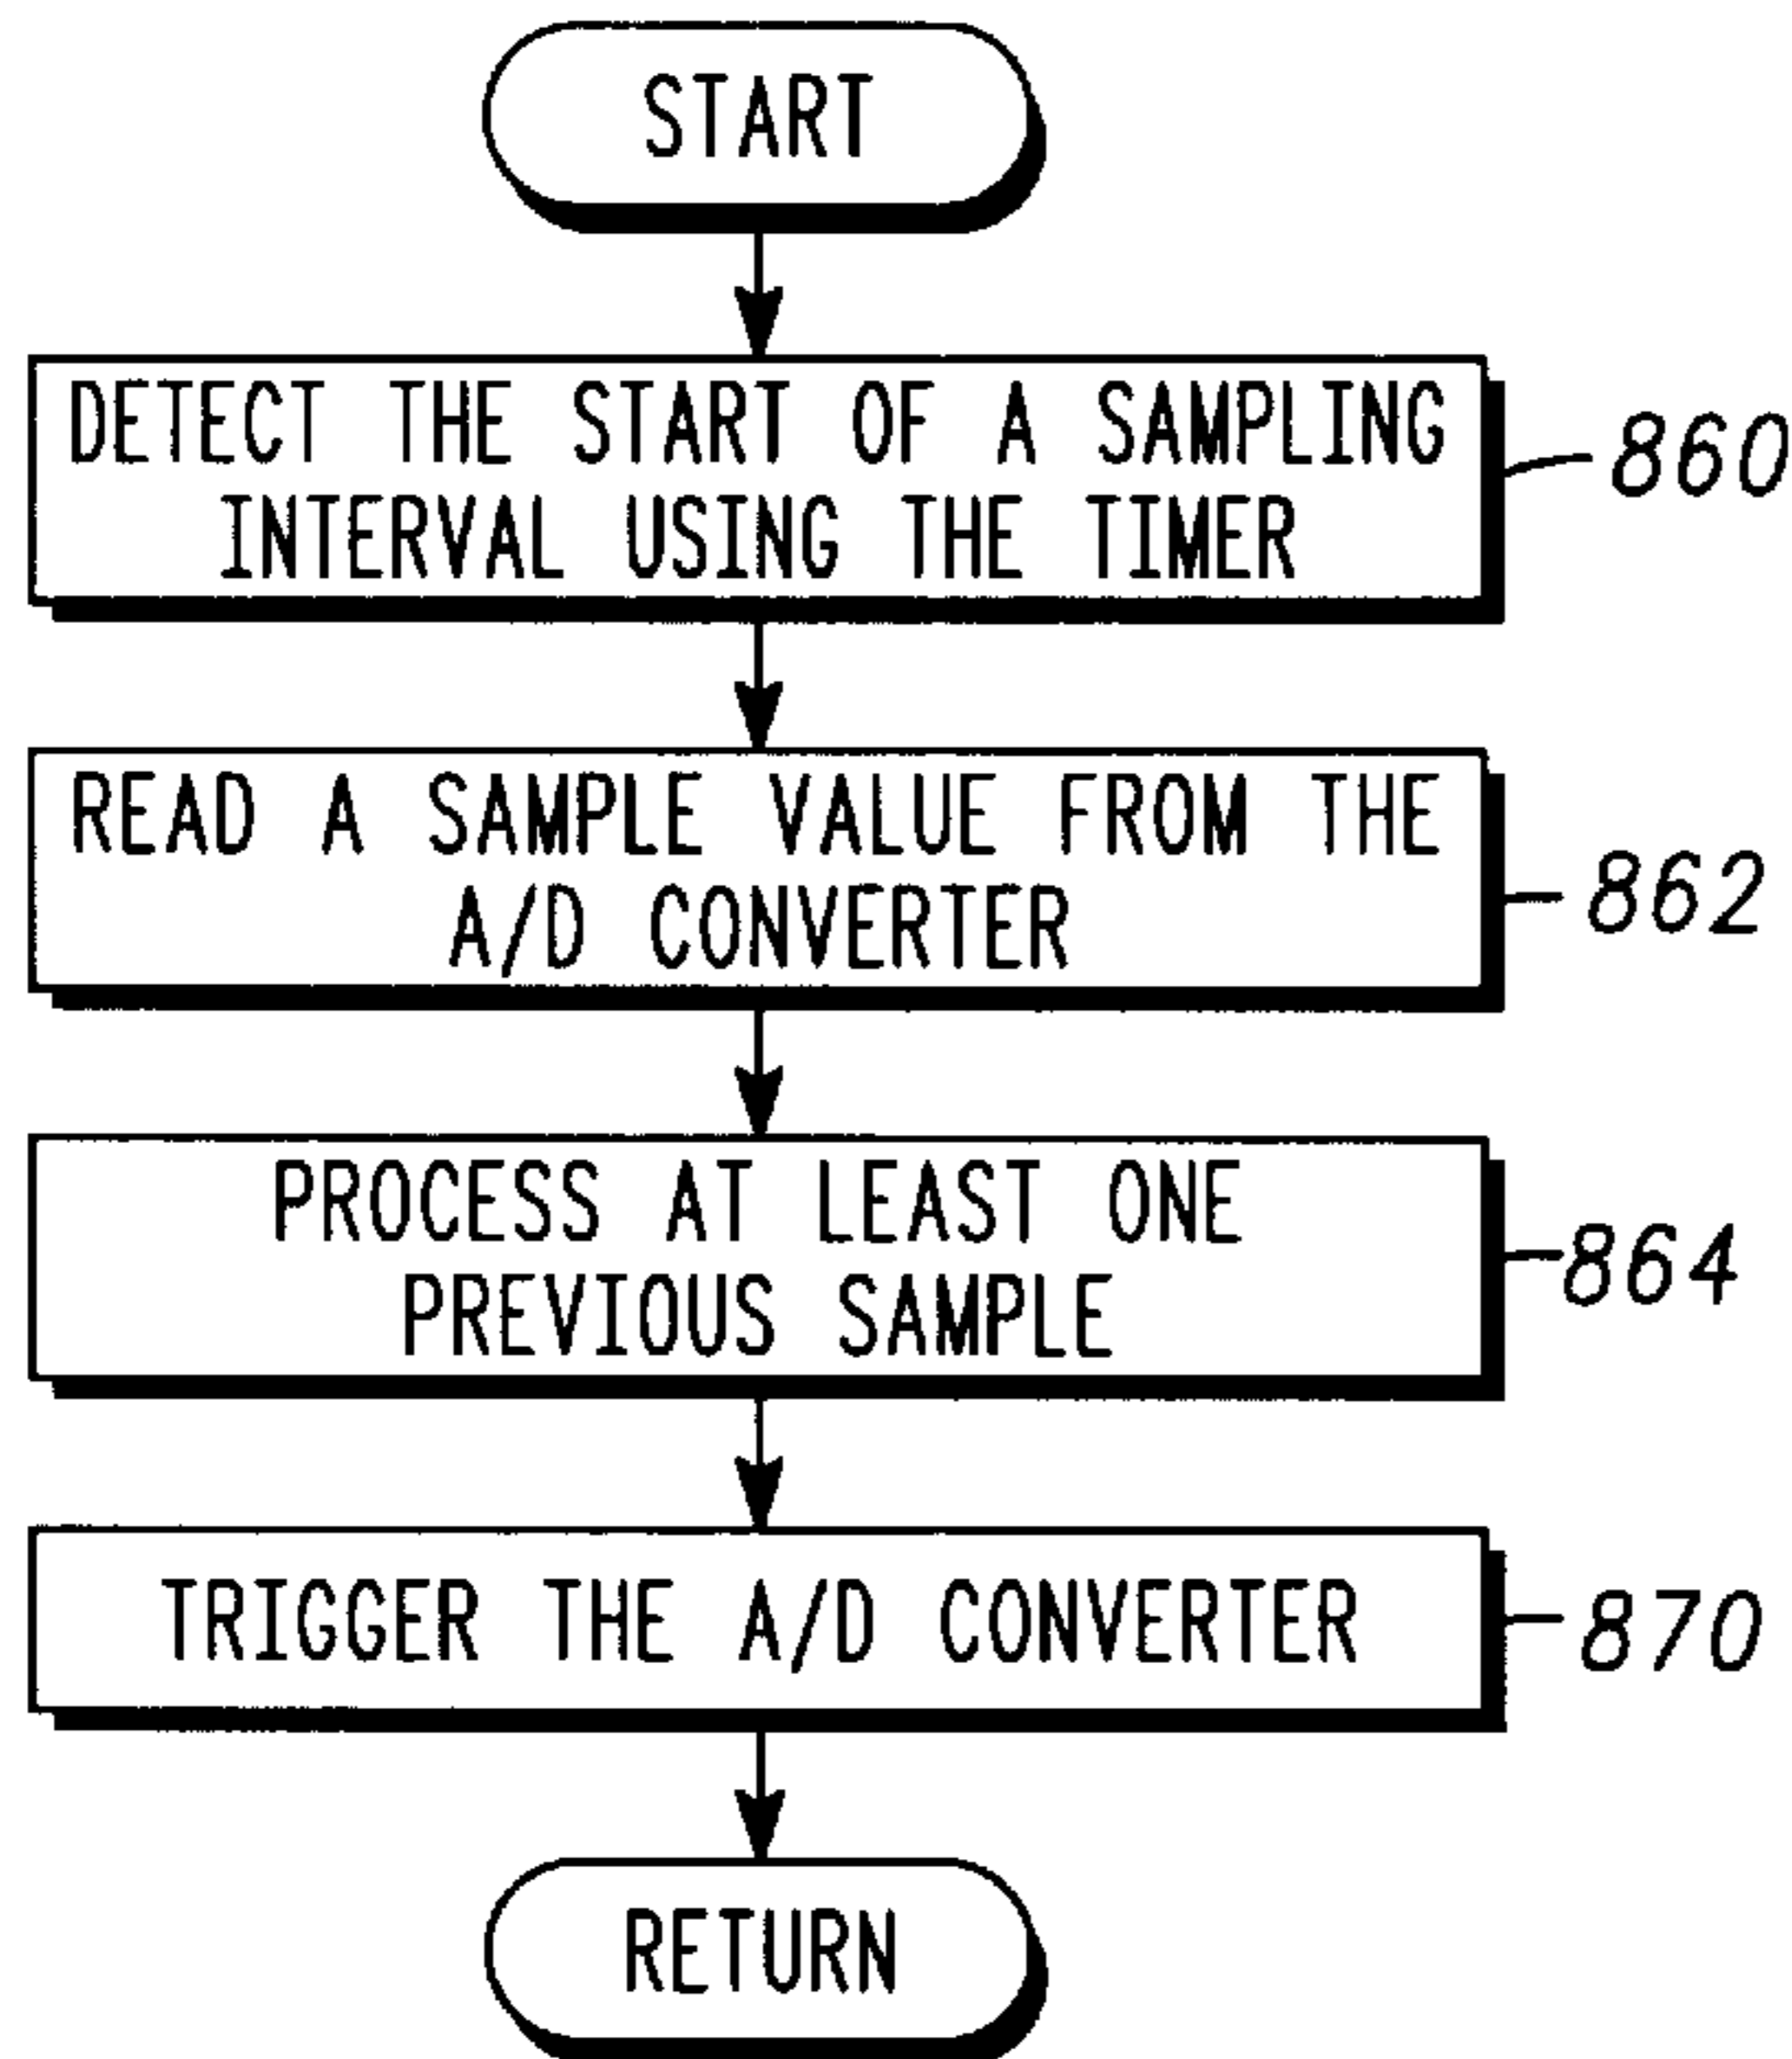 START
DETECT THE START OF A SAMPLING
INTERVAL USING THE TIMER
860
READ A SAMPLE VALUE FROM THE
A/D CONVERTER
862
PROCESS AT LEAST ONE
PREVIOUS SAMPLE
864
TRIGGER THE A/D CONVERTER
870
RETURN